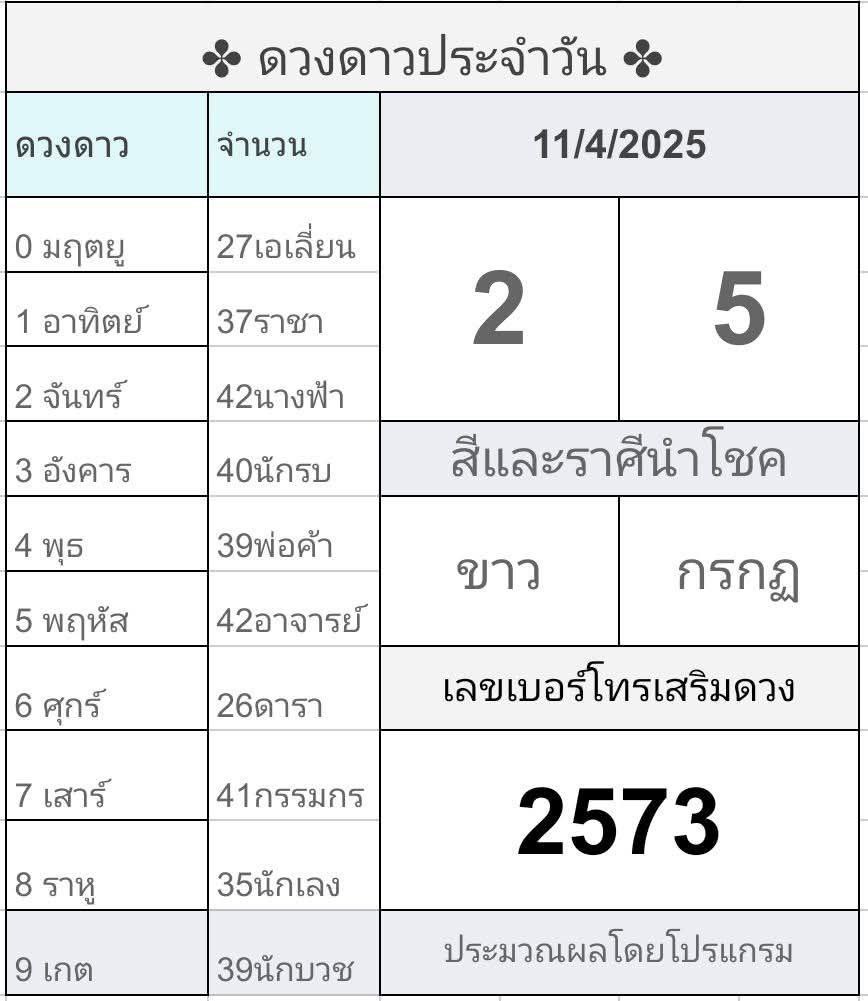 ✤ ดวงดาวประจำวัน ✤
ดวงดาว จำนวน 11/4/2025
0 มฤตยู 27เอเลี่ยน
1 อาทิตย์ 37ราชา
2 5
2 จันทร์ 42นางฟ้า
3 อังคาร 40นักรบ
สีและราศีนำโชค
4 พุธ 39พ่อค้า
ขาว กรกฏ
5 พฤหัส 42อาจารย์
6 ศุกร์ 26ดารา
เลขเบอร์โทรเสริมดวง
7 เสาร์ 41กรรมกร
2573
8 ราหู 35นักเลง
9 เกต 39นักบวช
ประมวณผลโดยโปรแกรม